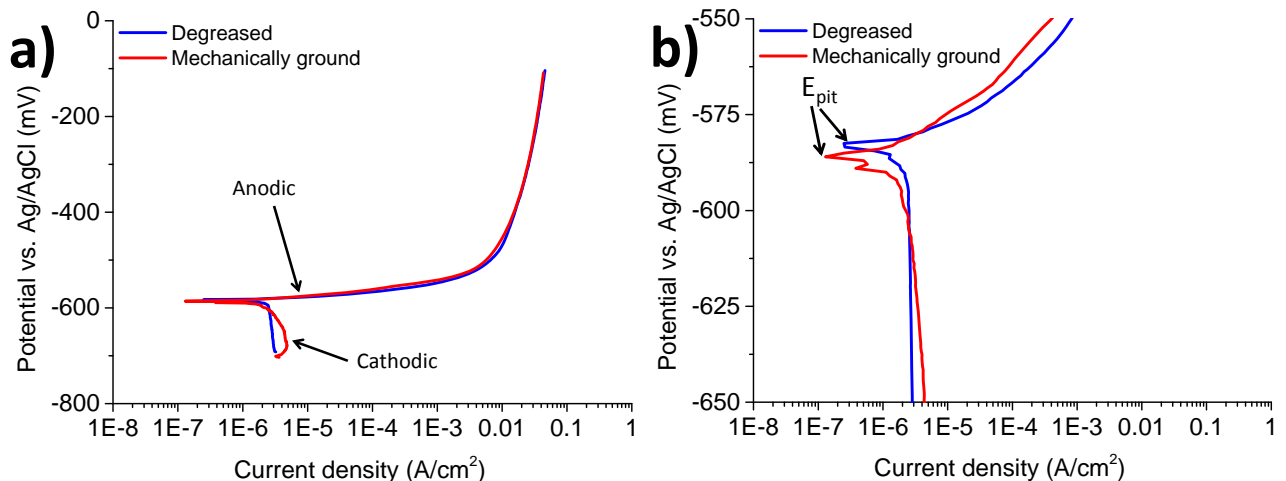 a)
Degreased
Mechanically ground
Anodic
Cathodic
0
-200
-400
-600
-800
Potential vs. Ag/AgCl (mV)
1E-8 1E-7 1E-6 1E-5 1E-4 1E-3 0.01 0.1 1
Current density (A/cm²)
b)
Degreased
Mechanically ground
E_pit
-550
-575
-600
-625
-650
Potential vs. Ag/AgCl (mV)
1E-8 1E-7 1E-6 1E-5 1E-4 1E-3 0.01 0.1 1
Current density (A/cm²)